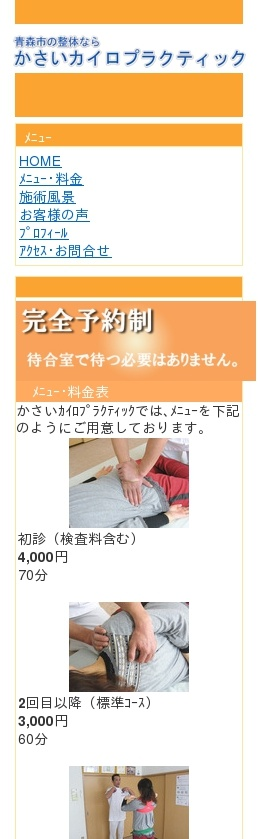 青森市の整体なら
かさいカイロプラクティック
ﾒﾆｭｰ
HOME
ﾒﾆｭｰ･料金
施術風景
お客様の声
ﾌﾟﾛﾌｨｰﾙ
ｱｸｾｽ･お問合せ
完全予約制
待合室で待つ必要はありません。
ﾒﾆｭｰ･料金表
かさいｶｲﾛﾌﾟﾗｸﾃｨｯｸでは､ﾒﾆｭｰを下記
のようにご用意しております。
初診（検査料含む）
4,000円
70分
2回目以降（標準ｺｰｽ）
3,000円
60分